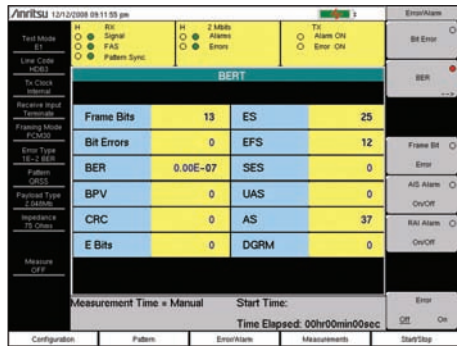 Anritsu 12/12/2008 09:11:55 pm
Error/Alarm
Test Mode
E1
Line Code
HDB3
Tx Clock
Internal
Receive Input
Terminate
Framing Mode
PCM30
Error Type
1E-2 BER
Pattern
QRSS
Payload Type
2.048Mb
Impedance
75 Ohms
Measure
OFF
H RX
Signal
FAS
Pattern Sync
H 2 Mbits
Alarms
Errors
TX
Alarm ON
Error ON
BERT
Frame Bits 13 ES 25
Bit Errors 0 EFS 12
BER 0.00E-07 SES 0
BPV 0 UAS 0
CRC 0 AS 37
E Bits 0 DGRM 0
Measurement Time = Manual Start Time:
Time Elapsed: 00hr00min00sec
Bit Error
BER
-->
Frame Bit
Error
AIS Alarm
On/Off
RAI Alarm
On/Off
Error
Off On
Configuration Pattern Error/Alarm Measurements Start/Stop